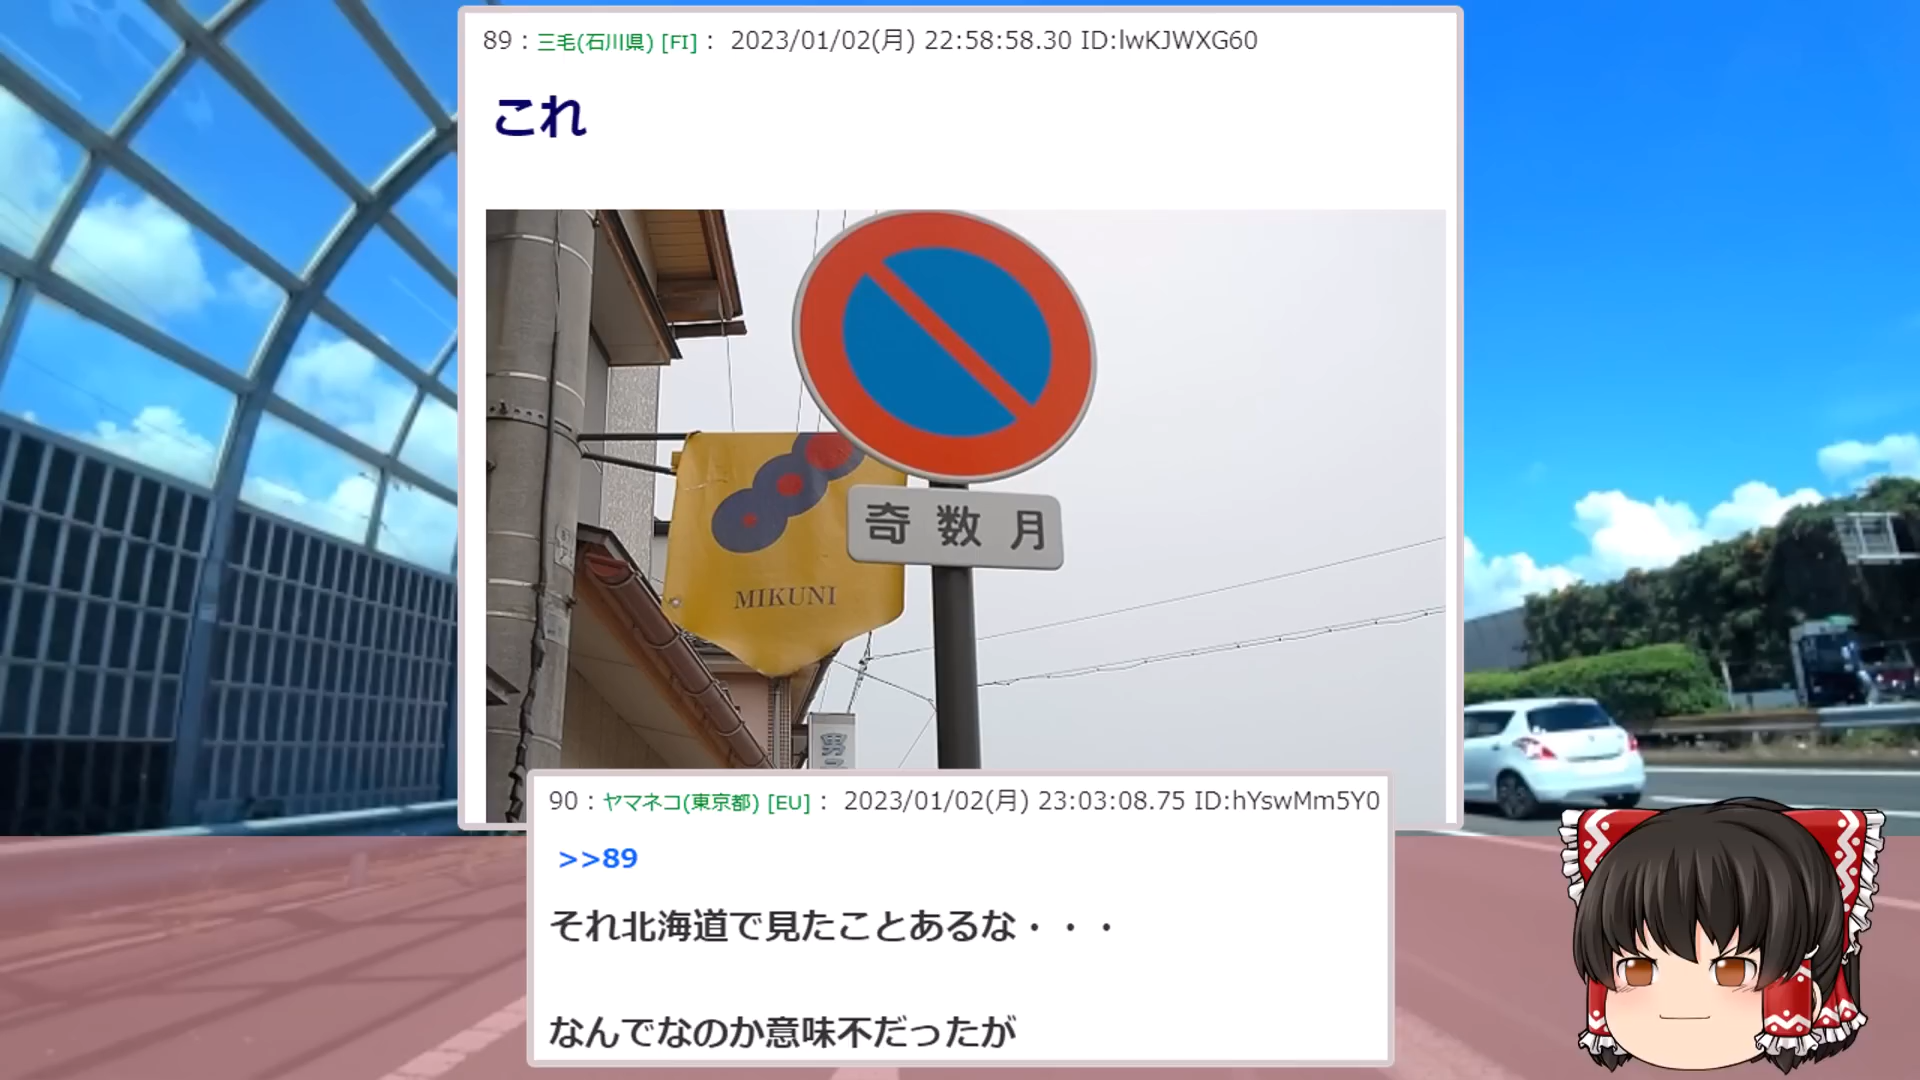 89：三毛(石川県) [FI]： 2023/01/02(月) 22:58:58.30 ID:lwKJWXG60
これ
奇数月
MIKUNI
男
90：ヤマネコ(東京都) [EU]： 2023/01/02(月) 23:03:08.75 ID:hYswMm5Y0
>>89
それ北海道で見たことあるな・・・
なんでなのか意味不だったが